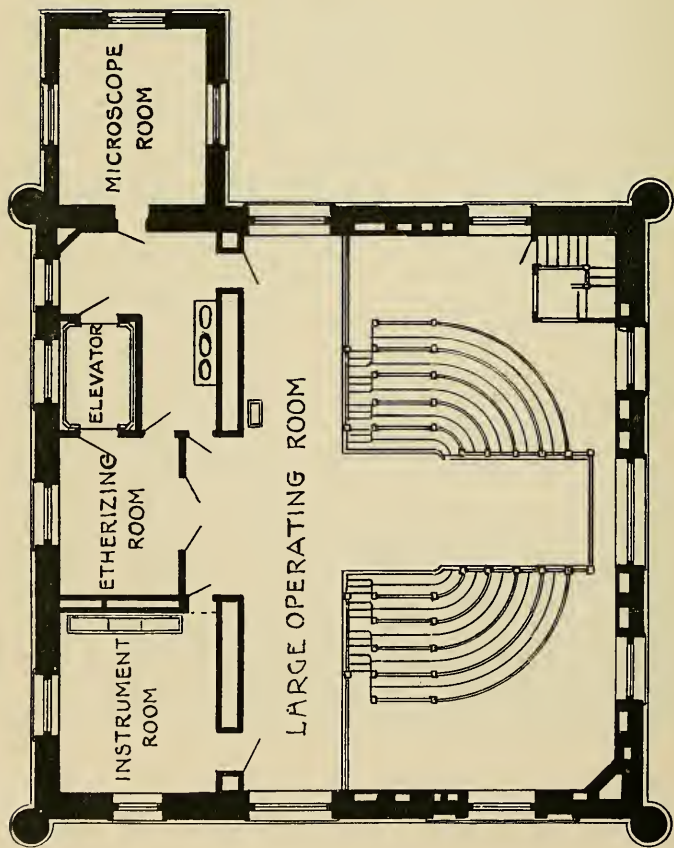 MICROSCOPE
ROOM
ELEVATOR
ETHERIZING
ROOM
LARGE OPERATING ROOM
INSTRUMENT
ROOM